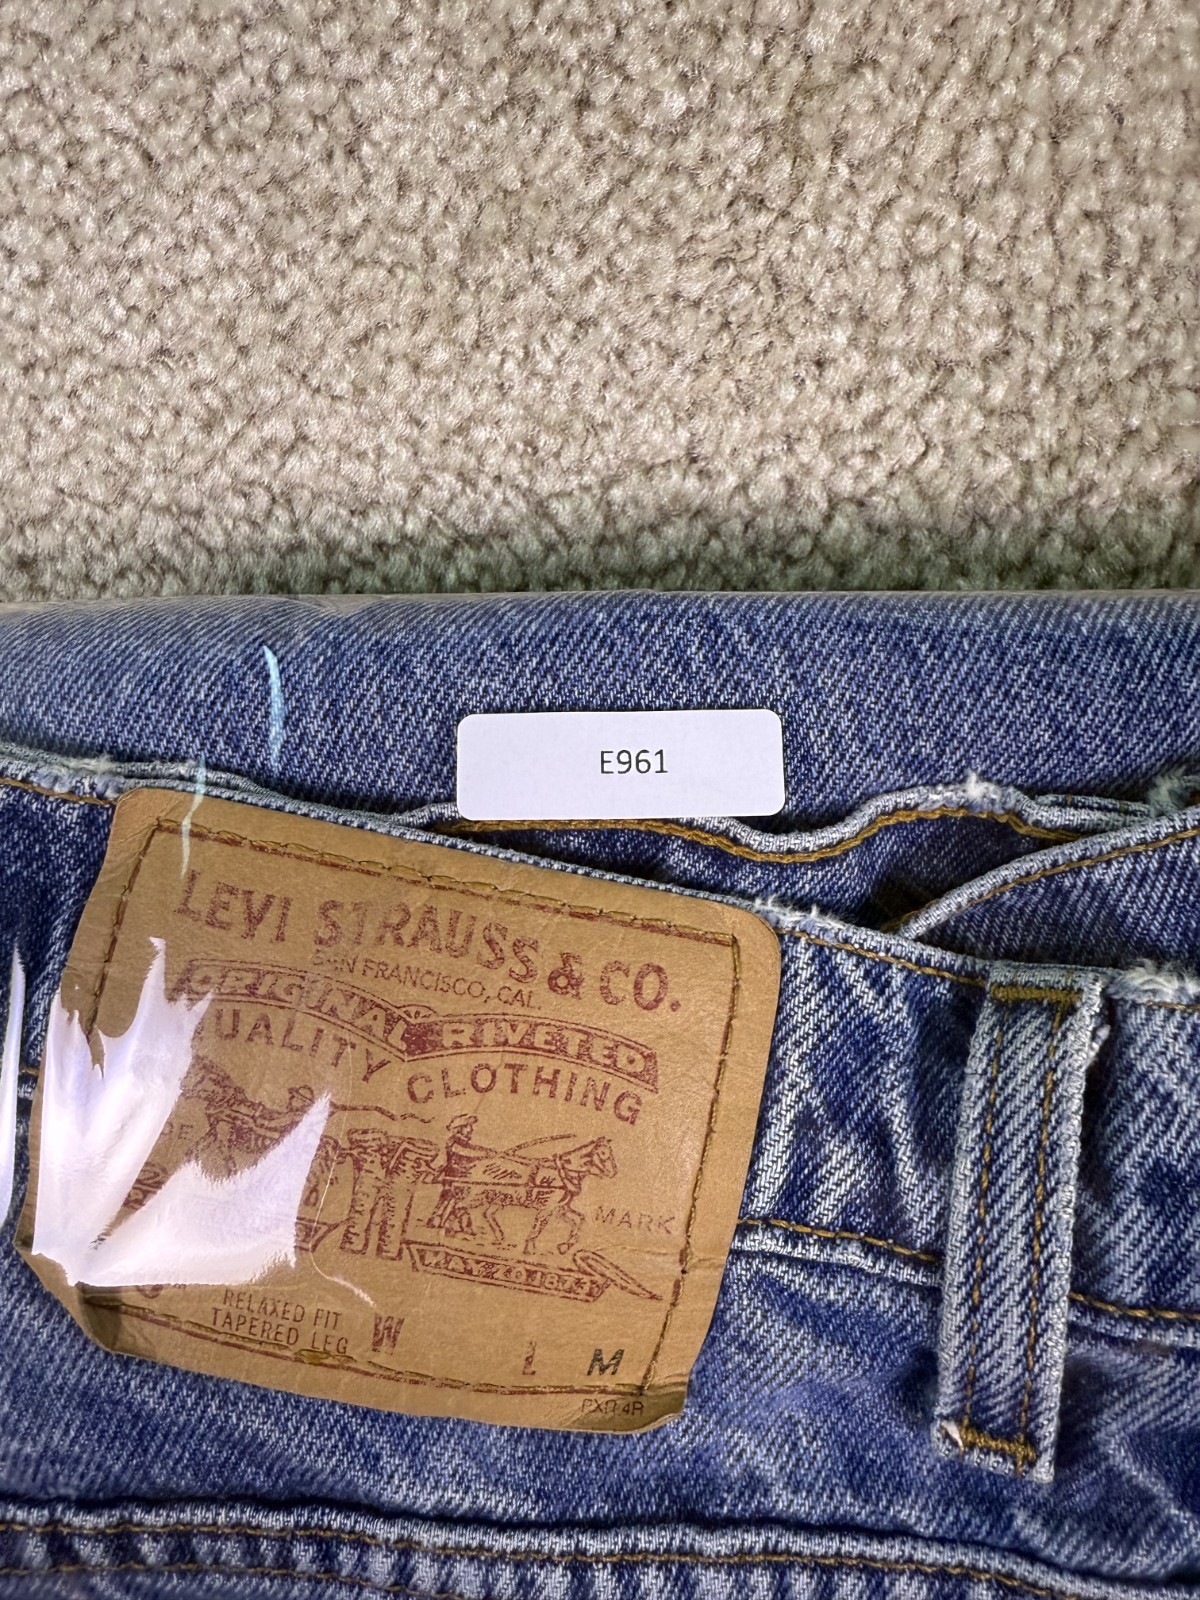 E961
LEVI STRAUSS & CO.
SAN FRANCISCO, CAL.
ORIGINAL RIVETED
QUALITY CLOTHING
MARK
MAY 20 1873
RELAXED FIT
TAPERED LEG W L M